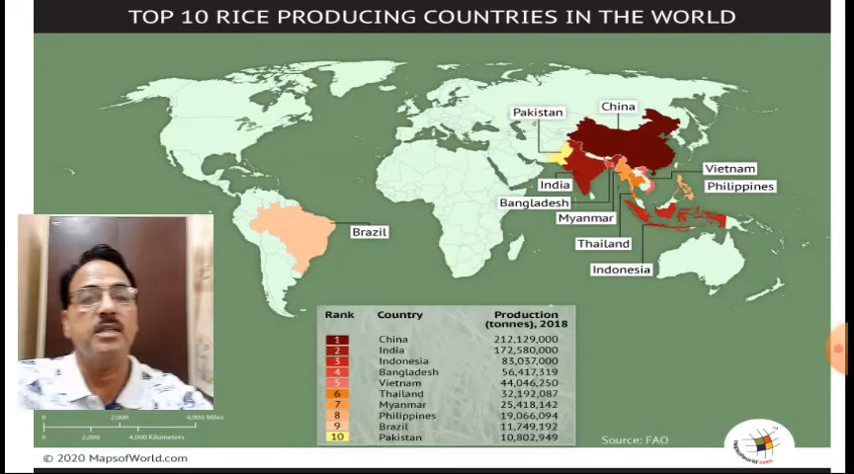 TOP 10 RICE PRODUCING COUNTRIES IN THE WORLD
China
Pakistan
Vietnam
India
Philippines
Bangladesh
Myanmar
Brazil
Thailand
Indonesia
Rank Country Production (tonnes), 2018
1 China 212,129,000
2 India 172,580,000
3 Indonesia 83,037,000
4 Bangladesh 56,417,319
5 Vietnam 44,046,250
6 Thailand 32,192,087
7 Myanmar 25,418,142
8 Philippines 19,066,094
9 Brazil 11,749,192
10 Pakistan 10,802,949
0 2,000 4,000 Miles
0 2,000 4,000 Kilometers
Source: FAO
© 2020 MapsofWorld.com
mapsofworld.com